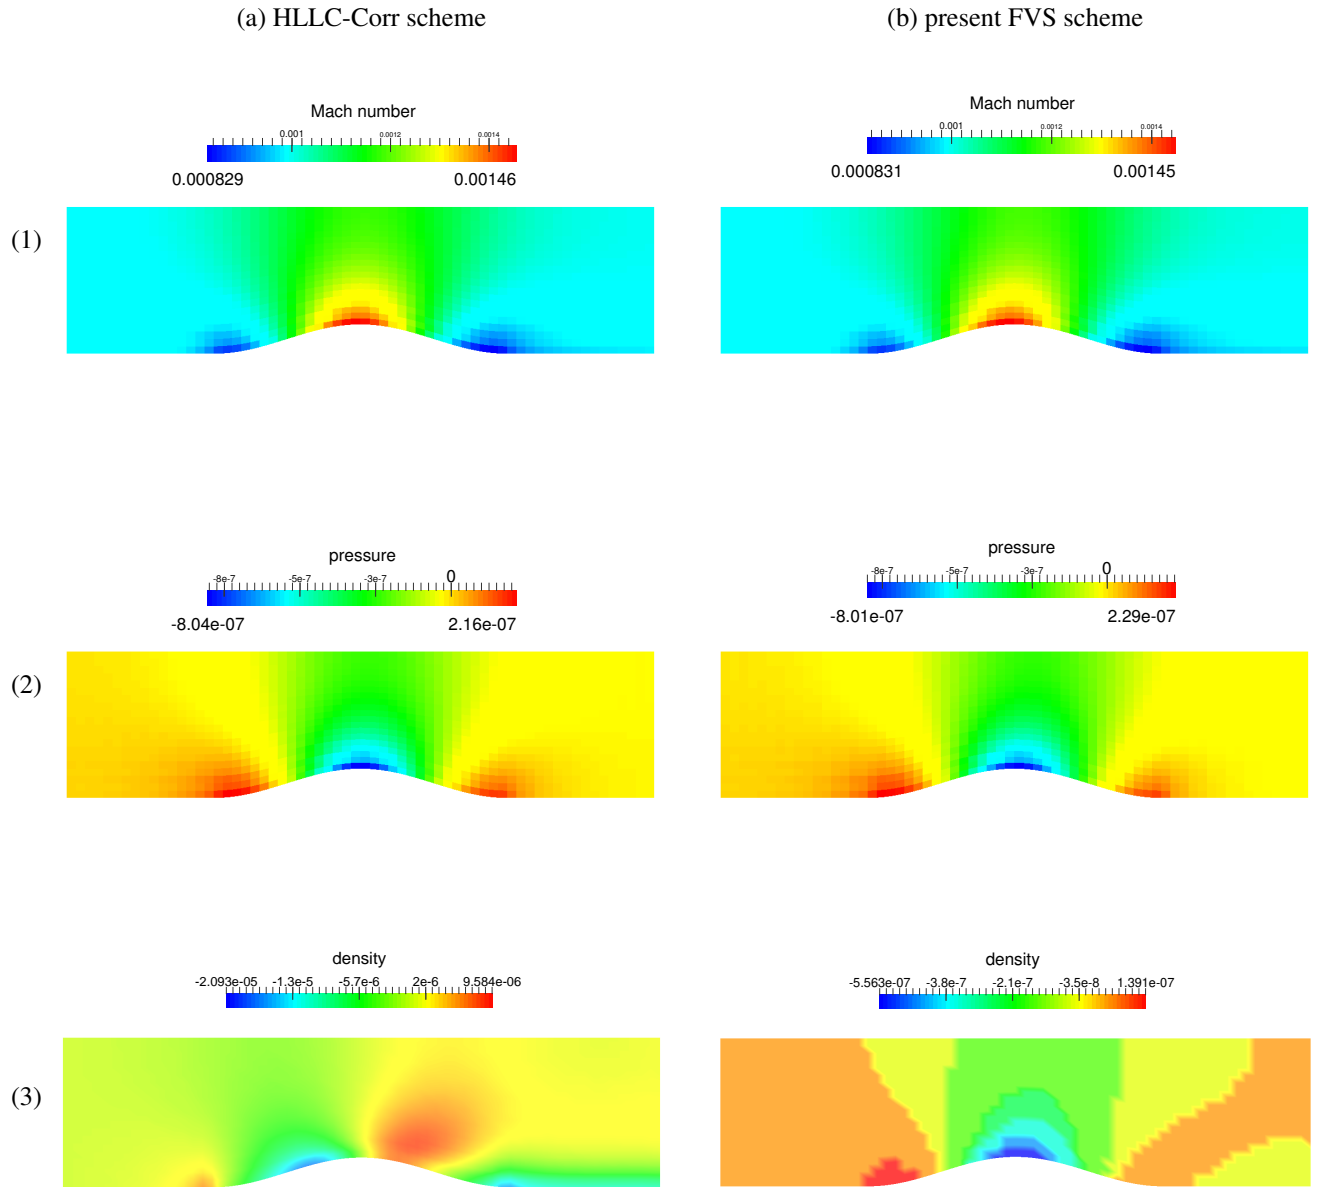 (a) HLLC-Corr scheme
(b) present FVS scheme
Mach number
0.001 0.0012 0.0014
0.000829 0.00146
Mach number
0.001 0.0012 0.0014
0.000831 0.00145
(1)
pressure
-8e-7 -5e-7 -3e-7 0
-8.04e-07 2.16e-07
pressure
-8e-7 -5e-7 -3e-7 0
-8.01e-07 2.29e-07
(2)
density
-2.093e-05 -1.3e-5 -5.7e-6 2e-6 9.584e-06
density
-5.563e-07 -3.8e-7 -2.1e-7 -3.5e-8 1.391e-07
(3)